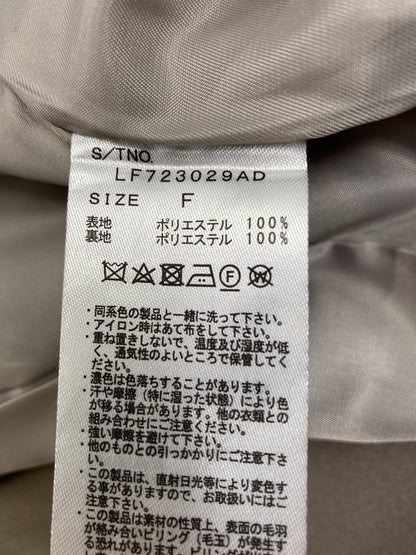 S/TNO.
LF723029AD
SIZE F
表地 ポリエステル 100%
裏地 ポリエステル 100%
・同系色の製品と一緒に洗って下さい。
・アイロン時はあて布をして下さい。
・重ね置きしないで、温度及び湿度が低
く、通気性のよいところで保管してく
ださい。
・濃色は色落ちすることがあります。
・汗や摩擦（特に湿った状態）により色
が移る場合があります。他の衣類との
組み合わせにご注意下さい。
・強い摩擦を避けて下さい。
・他のものとの引っかかりにご注意下さ
い。
・この製品は、直射日光等により変色す
る事が有りますので、お取扱いにはご
注意下さい。
・この製品は素材の性質上、表面の毛羽
が絡み合いピリング（毛玉）が発生す
る恐れがあります。